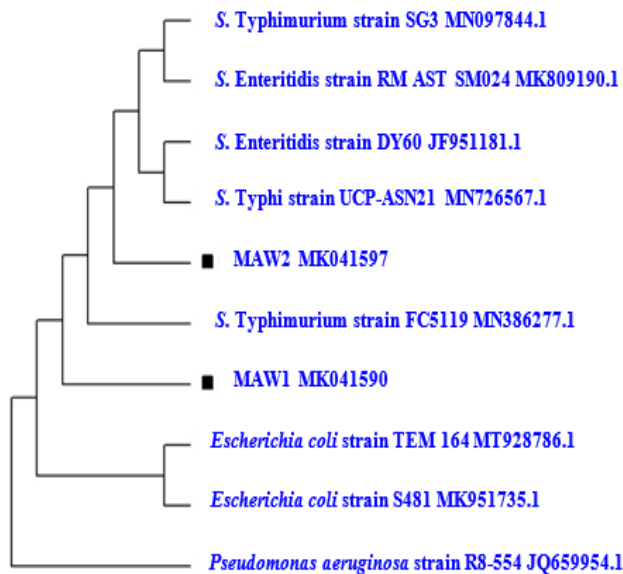 S. Typhimurium strain SG3 MN097844.1
S. Enteritidis strain RM AST SM024 MK809190.1
S. Enteritidis strain DY60 JF951181.1
S. Typhi strain UCP-ASN21 MN726567.1
MAW2 MK041597
S. Typhimurium strain FC5119 MN386277.1
MAW1 MK041590
Escherichia coli strain TEM 164 MT928786.1
Escherichia coli strain S481 MK951735.1
Pseudomonas aeruginosa strain R8-554 JQ659954.1